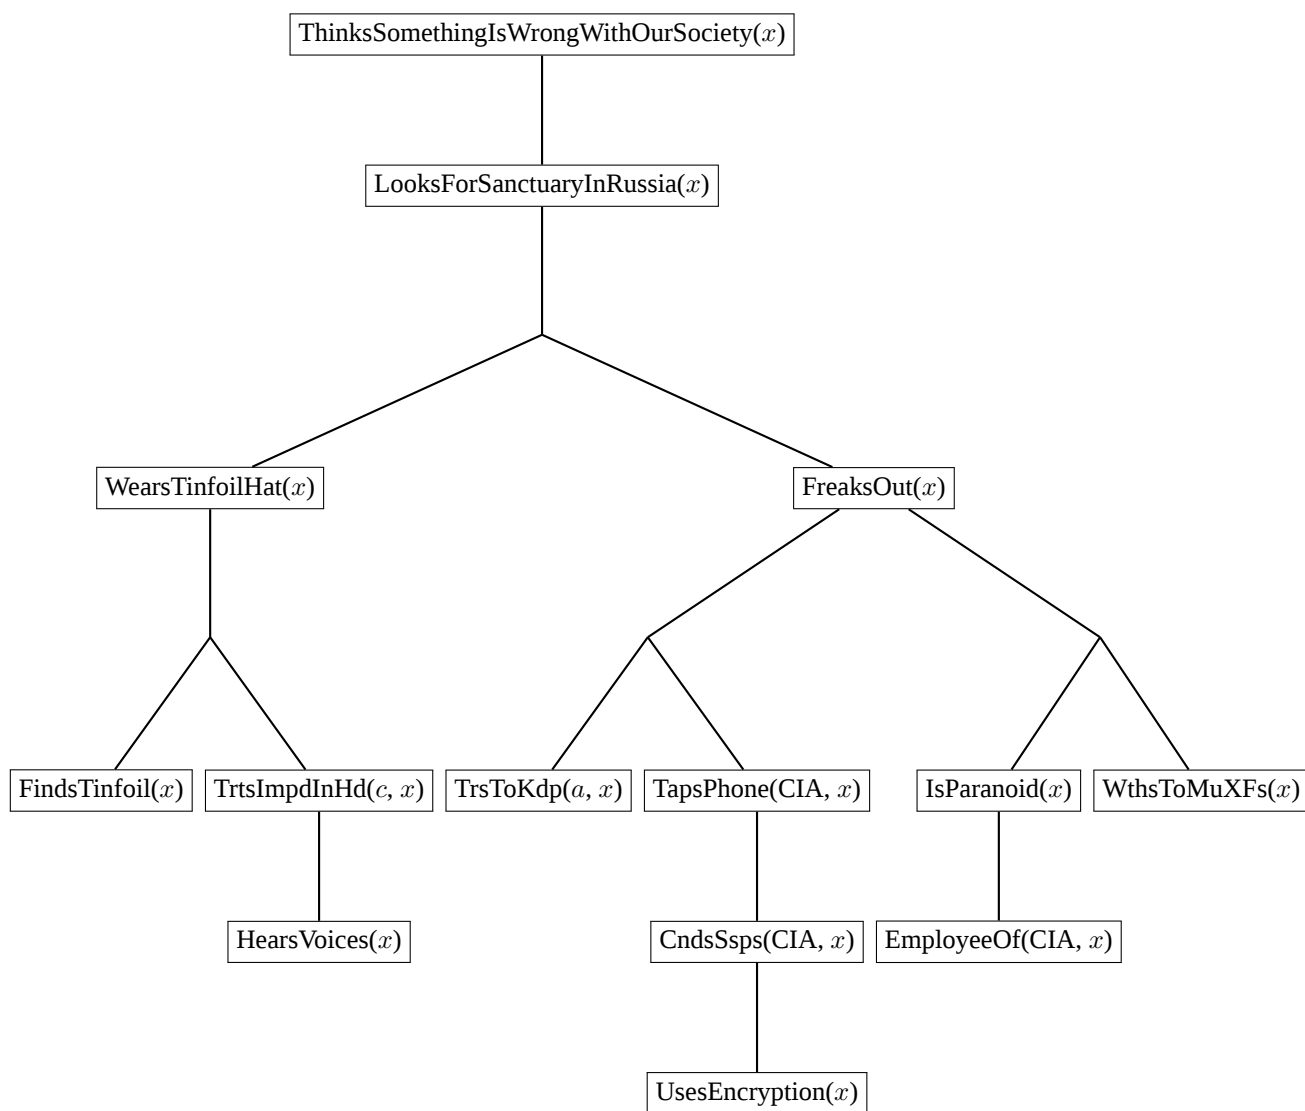 ThinksSomethingIsWrongWithOurSociety(x)
LooksForSanctuaryInRussia(x)
WearsTinfoilHat(x)
FreaksOut(x)
FindsTinfoil(x)
TrtsImpdInHd(c, x)
TrsToKdp(a, x)
TapsPhone(CIA, x)
IsParanoid(x)
WthsToMuXFs(x)
HearsVoices(x)
CndsSsps(CIA, x)
EmployeeOf(CIA, x)
UsesEncryption(x)